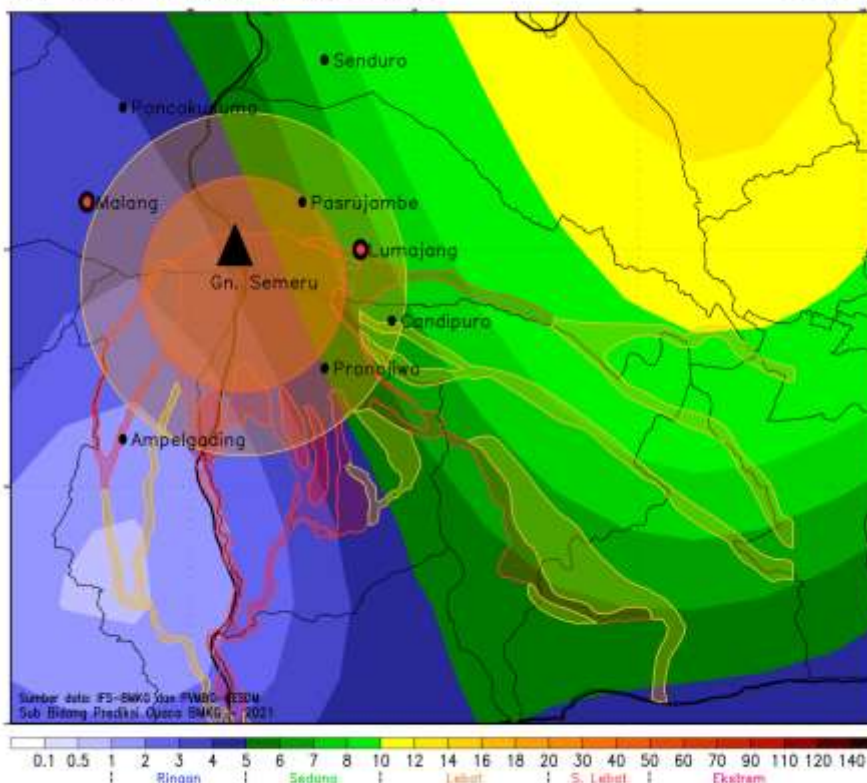 Senduro
Poncokusumo
Malang
Pasrujambe
Lumajang
Gn. Semeru
Candipuro
Pronojiwo
Ampelgading
Sumber data: IFS-BMKG dan PVMBG-KESDM
Sub Bidang Prediksi Cuaca BMKG - 2021
0.1 0.5 1 2 3 4 5 6 7 8 10 12 14 16 18 20 30 40 50 60 70 90 110 120 140
Ringan Sedang Lebat S. Lebat Ekstrem